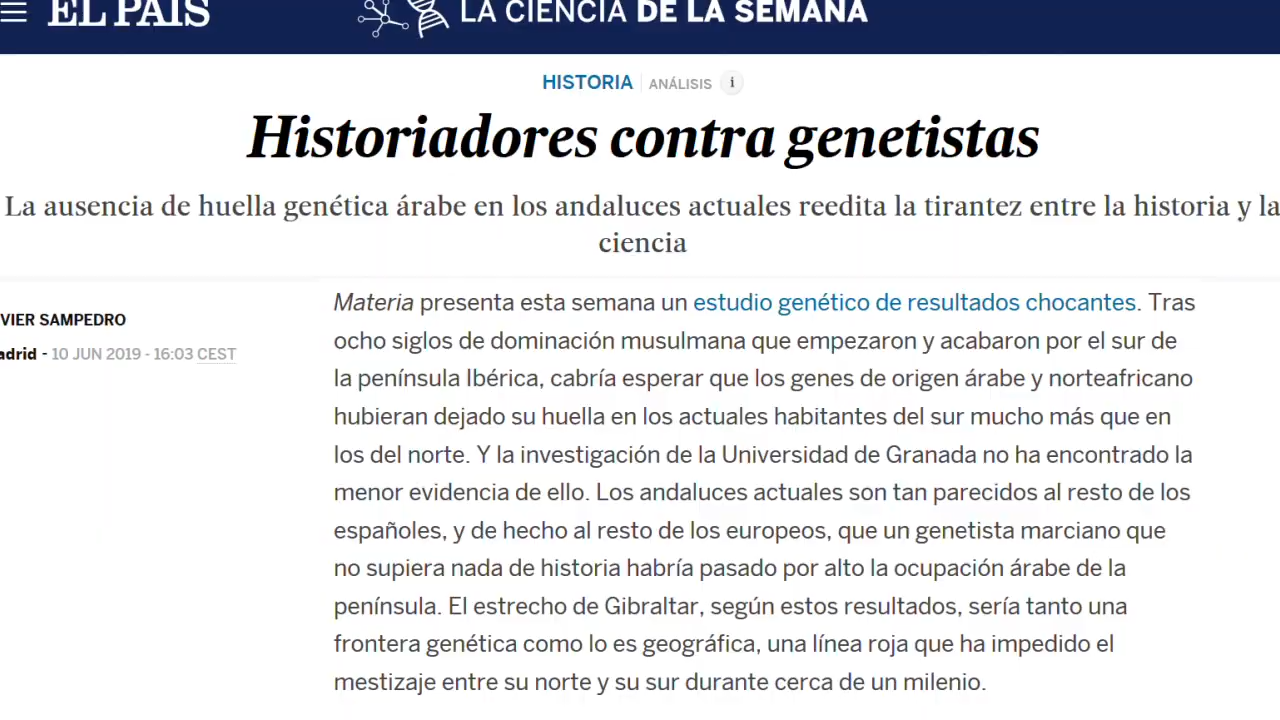 EL PAÍS
LA CIENCIA DE LA SEMANA
HISTORIA ANÁLISIS i
Historiadores contra genetistas
La ausencia de huella genética árabe en los andaluces actuales reedita la tirantez entre la historia y la
ciencia
VIER SAMPEDRO
adrid - 10 JUN 2019 - 16:03 CEST
Materia presenta esta semana un estudio genético de resultados chocantes. Tras
ocho siglos de dominación musulmana que empezaron y acabaron por el sur de
la península Ibérica, cabría esperar que los genes de origen árabe y norteafricano
hubieran dejado su huella en los actuales habitantes del sur mucho más que en
los del norte. Y la investigación de la Universidad de Granada no ha encontrado la
menor evidencia de ello. Los andaluces actuales son tan parecidos al resto de los
españoles, y de hecho al resto de los europeos, que un genetista marciano que
no supiera nada de historia habría pasado por alto la ocupación árabe de la
península. El estrecho de Gibraltar, según estos resultados, sería tanto una
frontera genética como lo es geográfica, una línea roja que ha impedido el
mestizaje entre su norte y su sur durante cerca de un milenio.